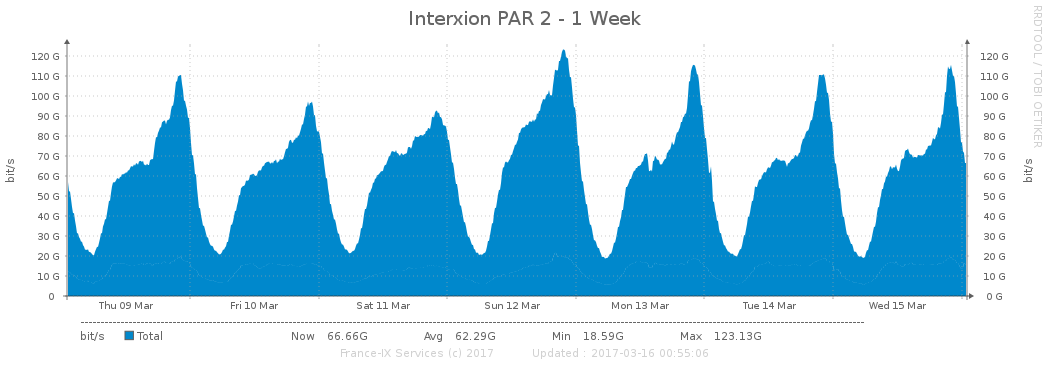 Interxion PAR 2 - 1 Week
RRDTOOL / TOBI OETIKER
bit/s
120 G
110 G
100 G
90 G
80 G
70 G
60 G
50 G
40 G
30 G
20 G
10 G
0
120 G
110 G
100 G
90 G
80 G
70 G
60 G
50 G
40 G
30 G
20 G
10 G
0 G
bit/s
Thu 09 Mar Fri 10 Mar Sat 11 Mar Sun 12 Mar Mon 13 Mar Tue 14 Mar Wed 15 Mar
bit/s Total Now 66.66G Avg 62.29G Min 18.59G Max 123.13G
France-IX Services (c) 2017 Updated : 2017-03-16 00:55:06